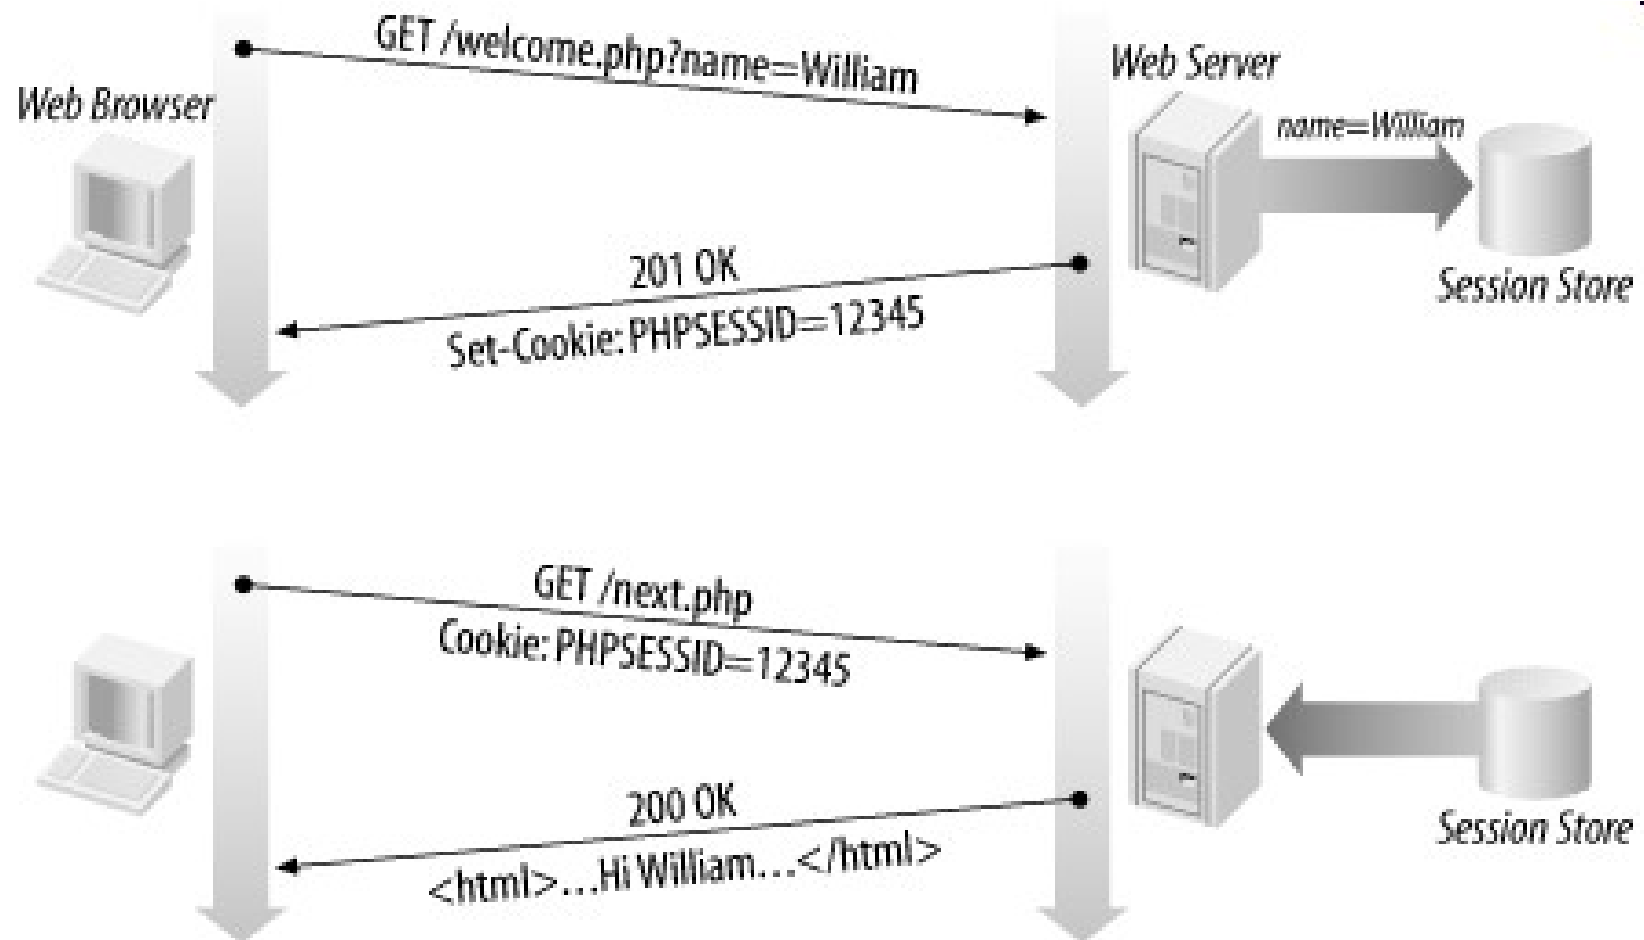 GET /welcome.php?name=William
Web Server
Web Browser
name=William
201 OK
Set-Cookie: PHPSESSID=12345
Session Store
GET /next.php
Cookie: PHPSESSID=12345
200 OK
<html>...Hi William...</html>
Session Store